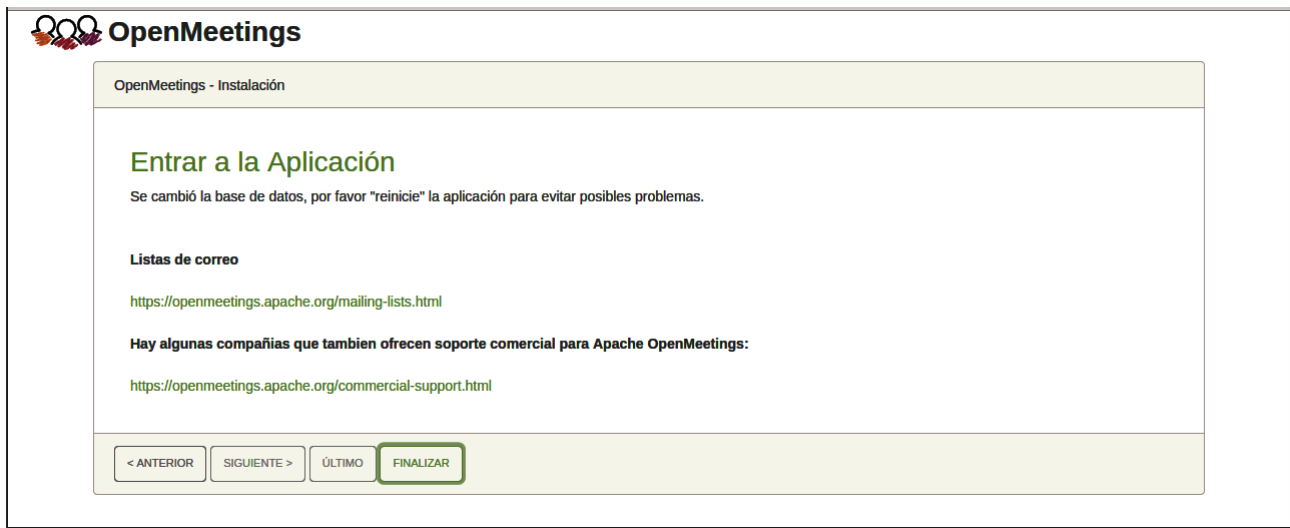 OpenMeetings
OpenMeetings - Instalación
Entrar a la Aplicación
Se cambió la base de datos, por favor "reinicie" la aplicación para evitar posibles problemas.
Listas de correo
https://openmeetings.apache.org/mailing-lists.html
Hay algunas compañias que tambien ofrecen soporte comercial para Apache OpenMeetings:
https://openmeetings.apache.org/commercial-support.html
< ANTERIOR SIGUIENTE > ÚLTIMO FINALIZAR